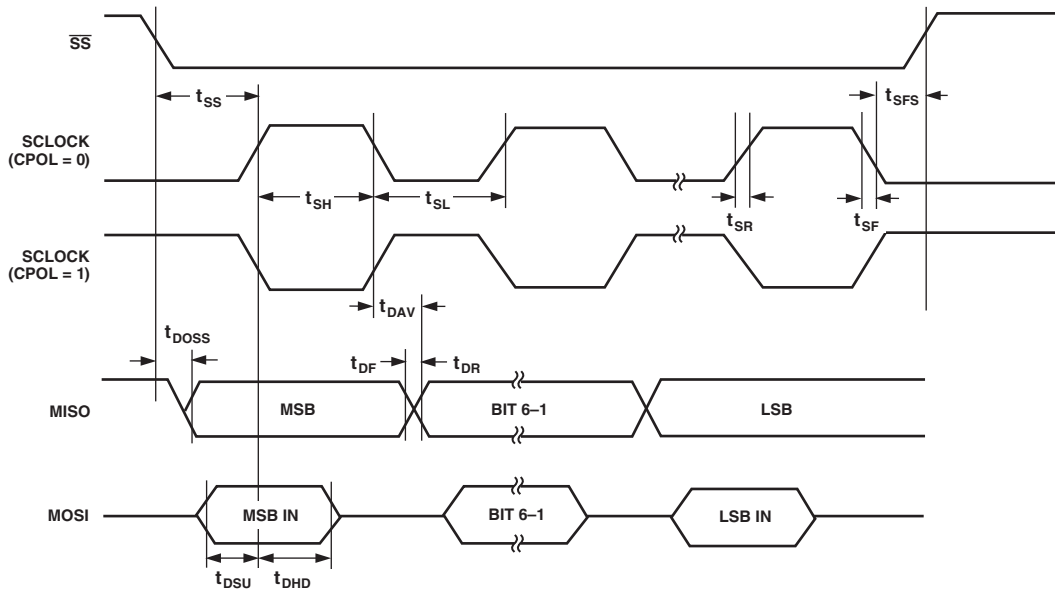 SS
tSS
tSFS
SCLOCK
(CPOL = 0)
tSH
tSL
tSR
tSF
SCLOCK
(CPOL = 1)
tDAV
tDOSS
tDF
tDR
MISO
MSB
BIT 6–1
LSB
MOSI
MSB IN
BIT 6–1
LSB IN
tDSU
tDHD